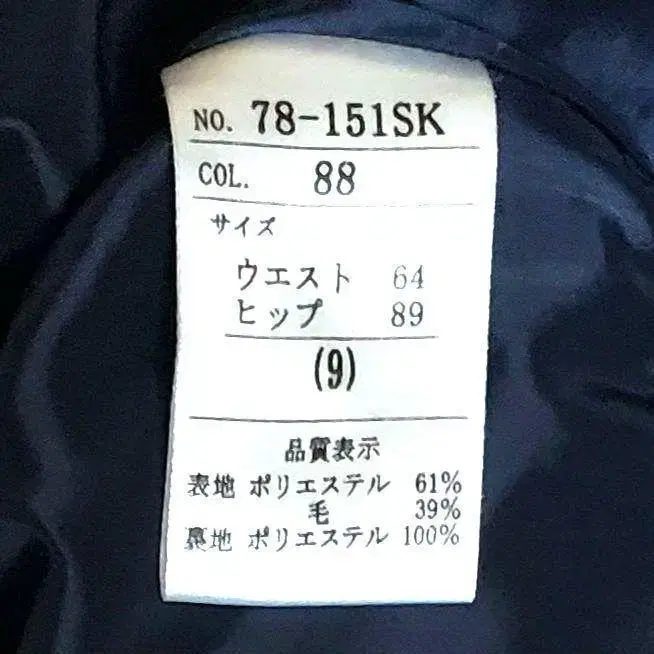 NO. 78-151SK
COL. 88
サイズ
ウエスト 64
ヒップ 89
(9)
品質表示
表地 ポリエステル 61%
毛 39%
裏地 ポリエステル 100%